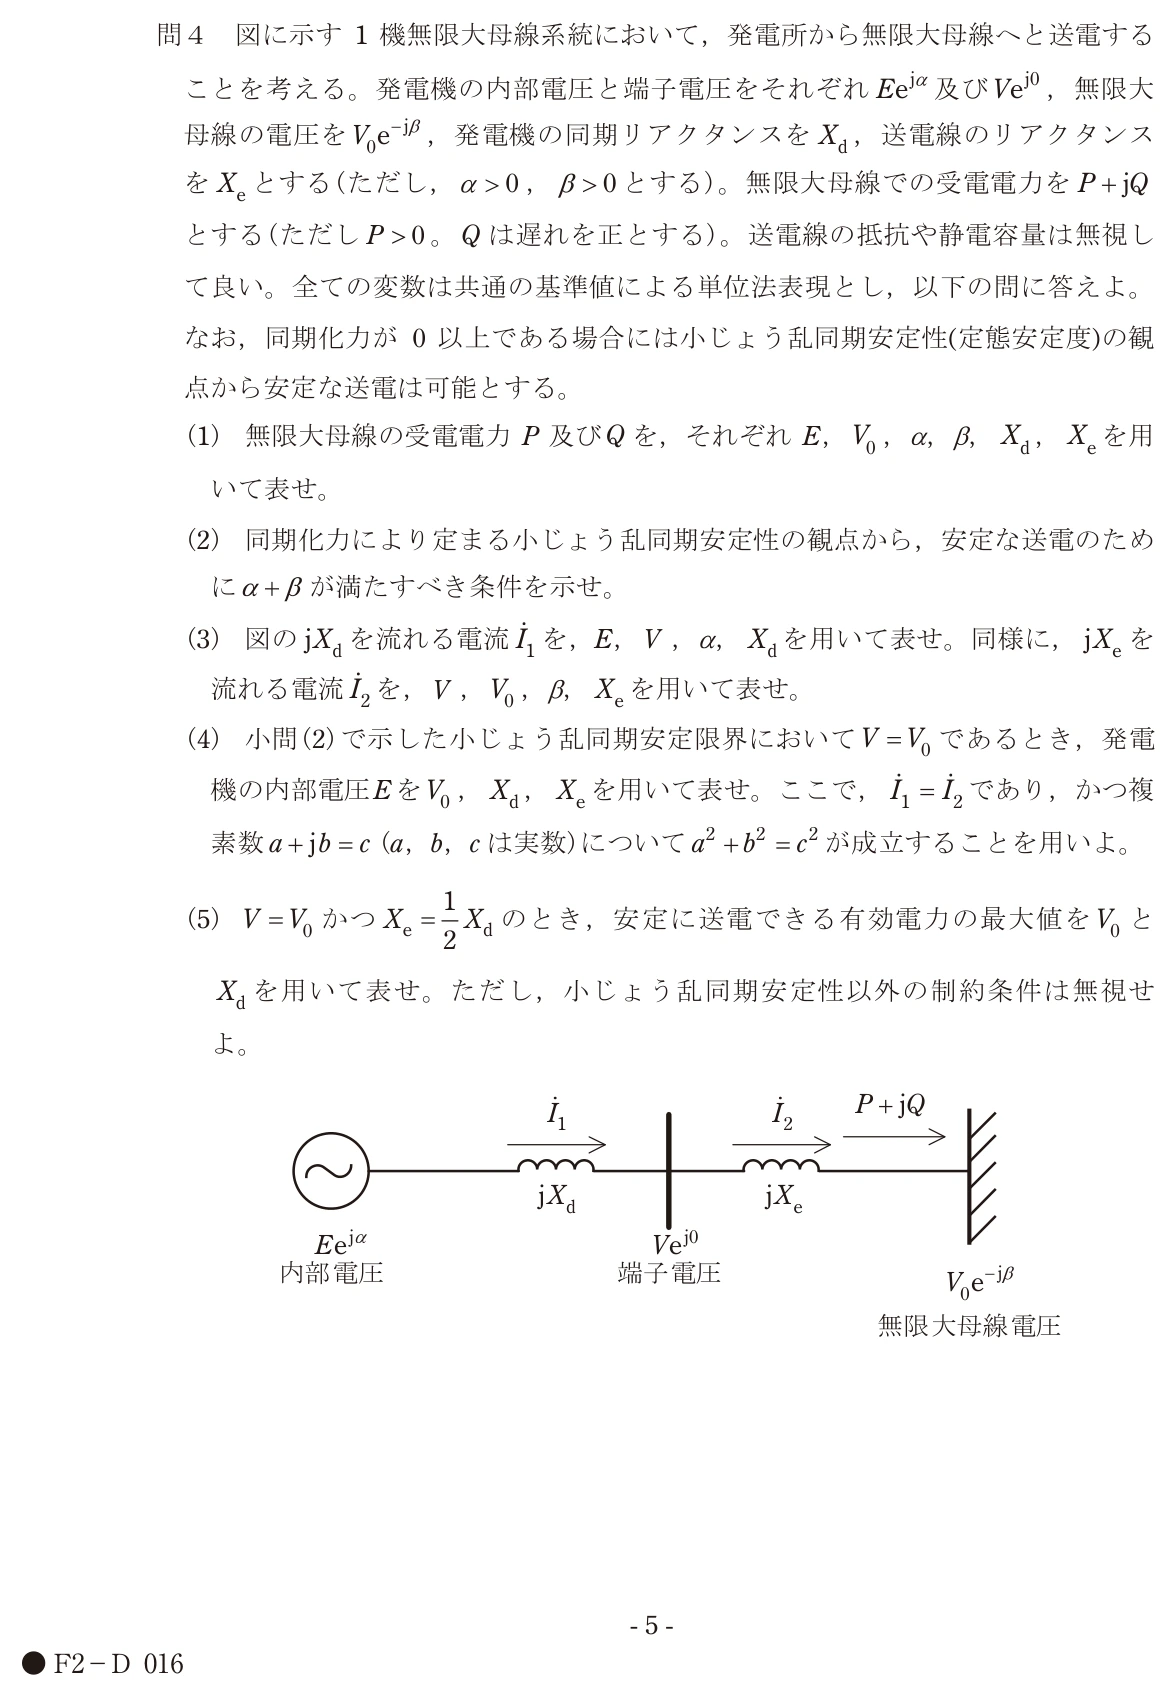 問４　図に示す 1 機無限大母線系統において，発電所から無限大母線へと送電する
ことを考える。発電機の内部電圧と端子電圧をそれぞれ Ee^{jα} 及び Ve^{j0}，無限大
母線の電圧を V_0e^{−jβ}，発電機の同期リアクタンスを X_d，送電線のリアクタンス
を X_e とする(ただし， α>0， β>0 とする)。無限大母線での受電電力を P+jQ
とする(ただし P>0。Q は遅れを正とする)。送電線の抵抗や静電容量は無視し
て良い。全ての変数は共通の基準値による単位法表現とし，以下の問に答えよ。
なお，同期化力が 0 以上である場合には小じょう乱同期安定性(定態安定度)の観
点から安定な送電は可能とする。
(1)　無限大母線の受電電力 P 及び Q を，それぞれ E， V_0， α， β， X_d， X_e を用
いて表せ。
(2)　同期化力により定まる小じょう乱同期安定性の観点から，安定な送電のため
に α+β が満たすべき条件を示せ。
(3)　図の jX_d を流れる電流 İ_1 を，E， V， α， X_d を用いて表せ。同様に，jX_e を
流れる電流 İ_2 を， V， V_0， β， X_e を用いて表せ。
(4)　小問(2)で示した小じょう乱同期安定限界において V=V_0 であるとき，発電
機の内部電圧 E を V_0， X_d， X_e を用いて表せ。ここで， İ_1=İ_2 であり，かつ複
素数 a+jb=c (a，b，c は実数)について a²+b²=c² が成立することを用いよ。
(5)　V=V_0 かつ X_e=\frac{1}{2}X_d のとき，安定に送電できる有効電力の最大値を V_0 と
X_d を用いて表せ。ただし，小じょう乱同期安定性以外の制約条件は無視せ
よ。
İ_1
İ_2
P+jQ
jX_d
jX_e
Ee^{jα}
内部電圧
Ve^{j0}
端子電圧
V_0e^{−jβ}
無限大母線電圧
- 5 -
● F2－D 016